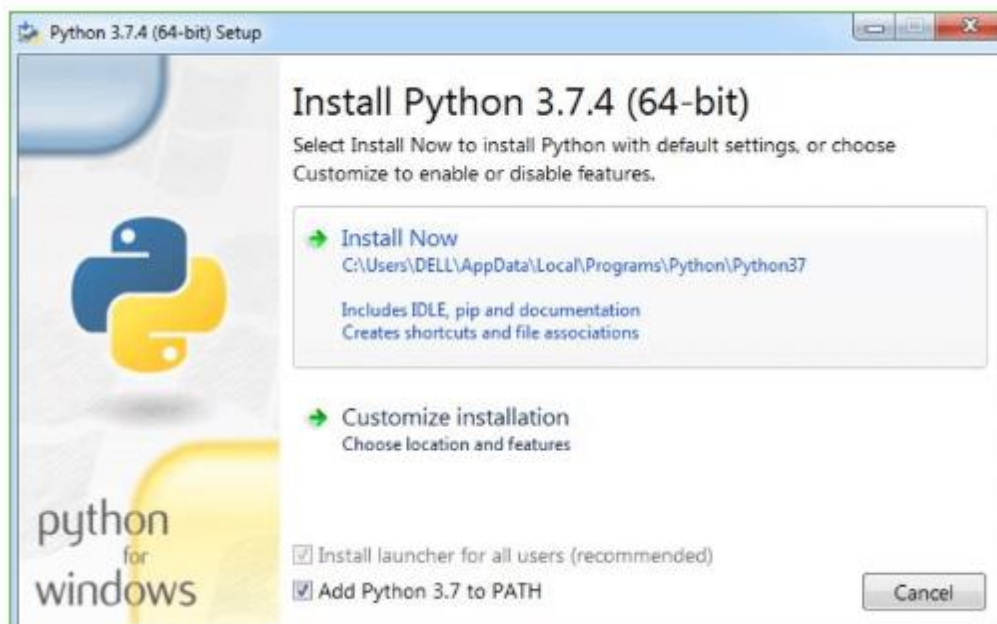 Python 3.7.4 (64-bit) Setup
Install Python 3.7.4 (64-bit)
Select Install Now to install Python with default settings, or choose
Customize to enable or disable features.
Install Now
C:\Users\DELL\AppData\Local\Programs\Python\Python37
Includes IDLE, pip and documentation
Creates shortcuts and file associations
Customize installation
Choose location and features
python
for
windows
Install launcher for all users (recommended)
Add Python 3.7 to PATH
Cancel